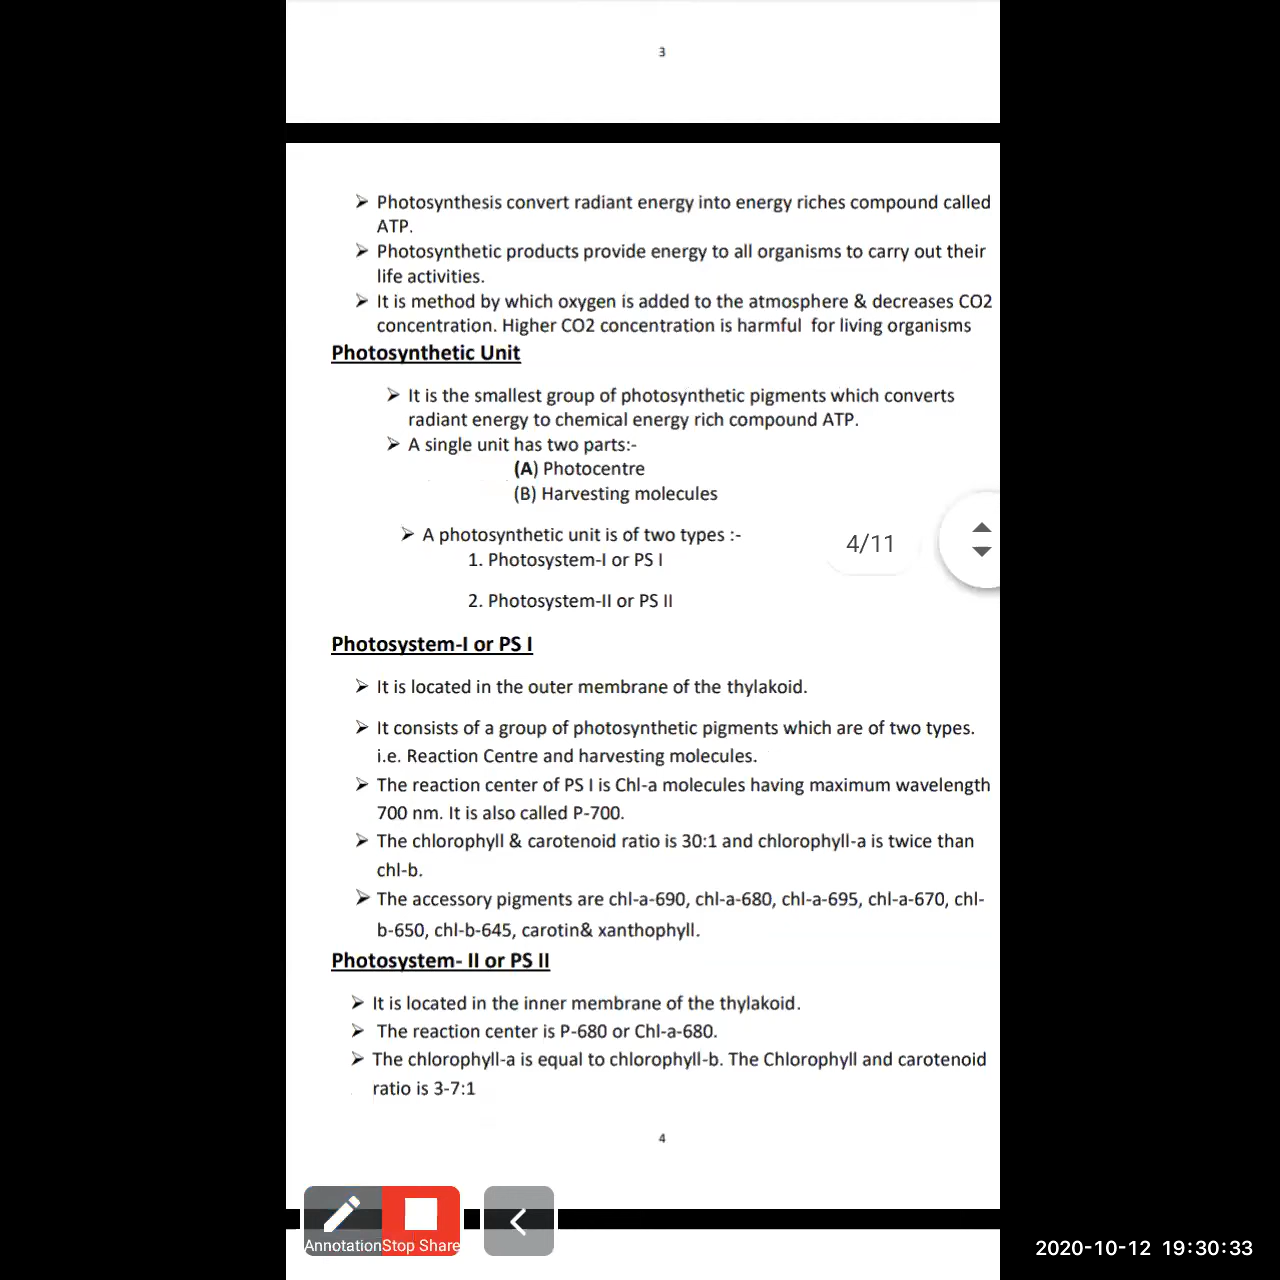 3
➢ Photosynthesis convert radiant energy into energy riches compound called
ATP.
➢ Photosynthetic products provide energy to all organisms to carry out their
life activities.
➢ It is method by which oxygen is added to the atmosphere & decreases CO2
concentration. Higher CO2 concentration is harmful for living organisms
Photosynthetic Unit
➢ It is the smallest group of photosynthetic pigments which converts
radiant energy to chemical energy rich compound ATP.
➢ A single unit has two parts:-
(A) Photocentre
(B) Harvesting molecules
➢ A photosynthetic unit is of two types :-
4/11
1. Photosystem-I or PS I
2. Photosystem-II or PS II
Photosystem-I or PS I
➢ It is located in the outer membrane of the thylakoid.
➢ It consists of a group of photosynthetic pigments which are of two types.
i.e. Reaction Centre and harvesting molecules.
➢ The reaction center of PS I is Chl-a molecules having maximum wavelength
700 nm. It is also called P-700.
➢ The chlorophyll & carotenoid ratio is 30:1 and chlorophyll-a is twice than
chl-b.
➢ The accessory pigments are chl-a-690, chl-a-680, chl-a-695, chl-a-670, chl-
b-650, chl-b-645, carotin& xanthophyll.
Photosystem- II or PS II
➢ It is located in the inner membrane of the thylakoid.
➢ The reaction center is P-680 or Chl-a-680.
➢ The chlorophyll-a is equal to chlorophyll-b. The Chlorophyll and carotenoid
ratio is 3-7:1
4
Annotation Stop Share
2020-10-12 19:30:33